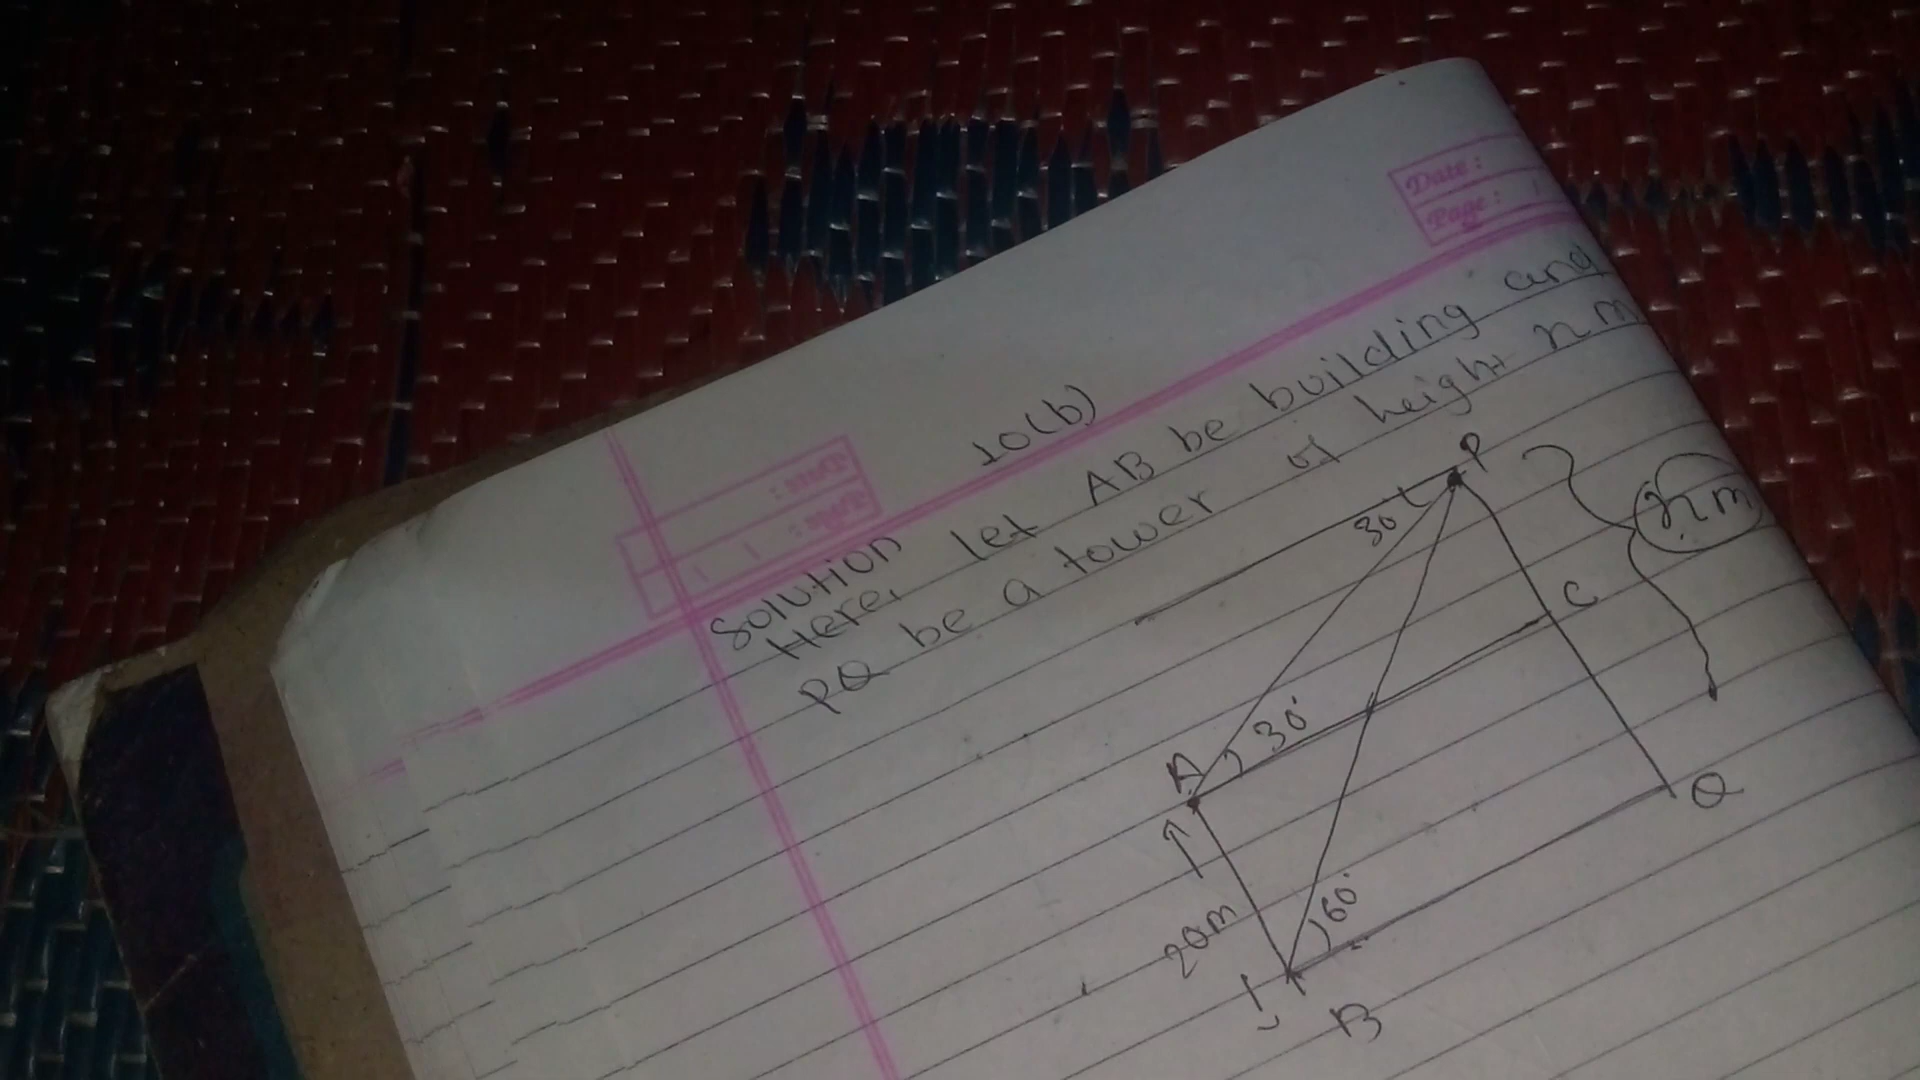 Date :
Page :
10(b)
Solution
Here, let AB be building and
PQ be a tower of height h m
P
30
h m
C
A
30°
Q
20m
60°
B